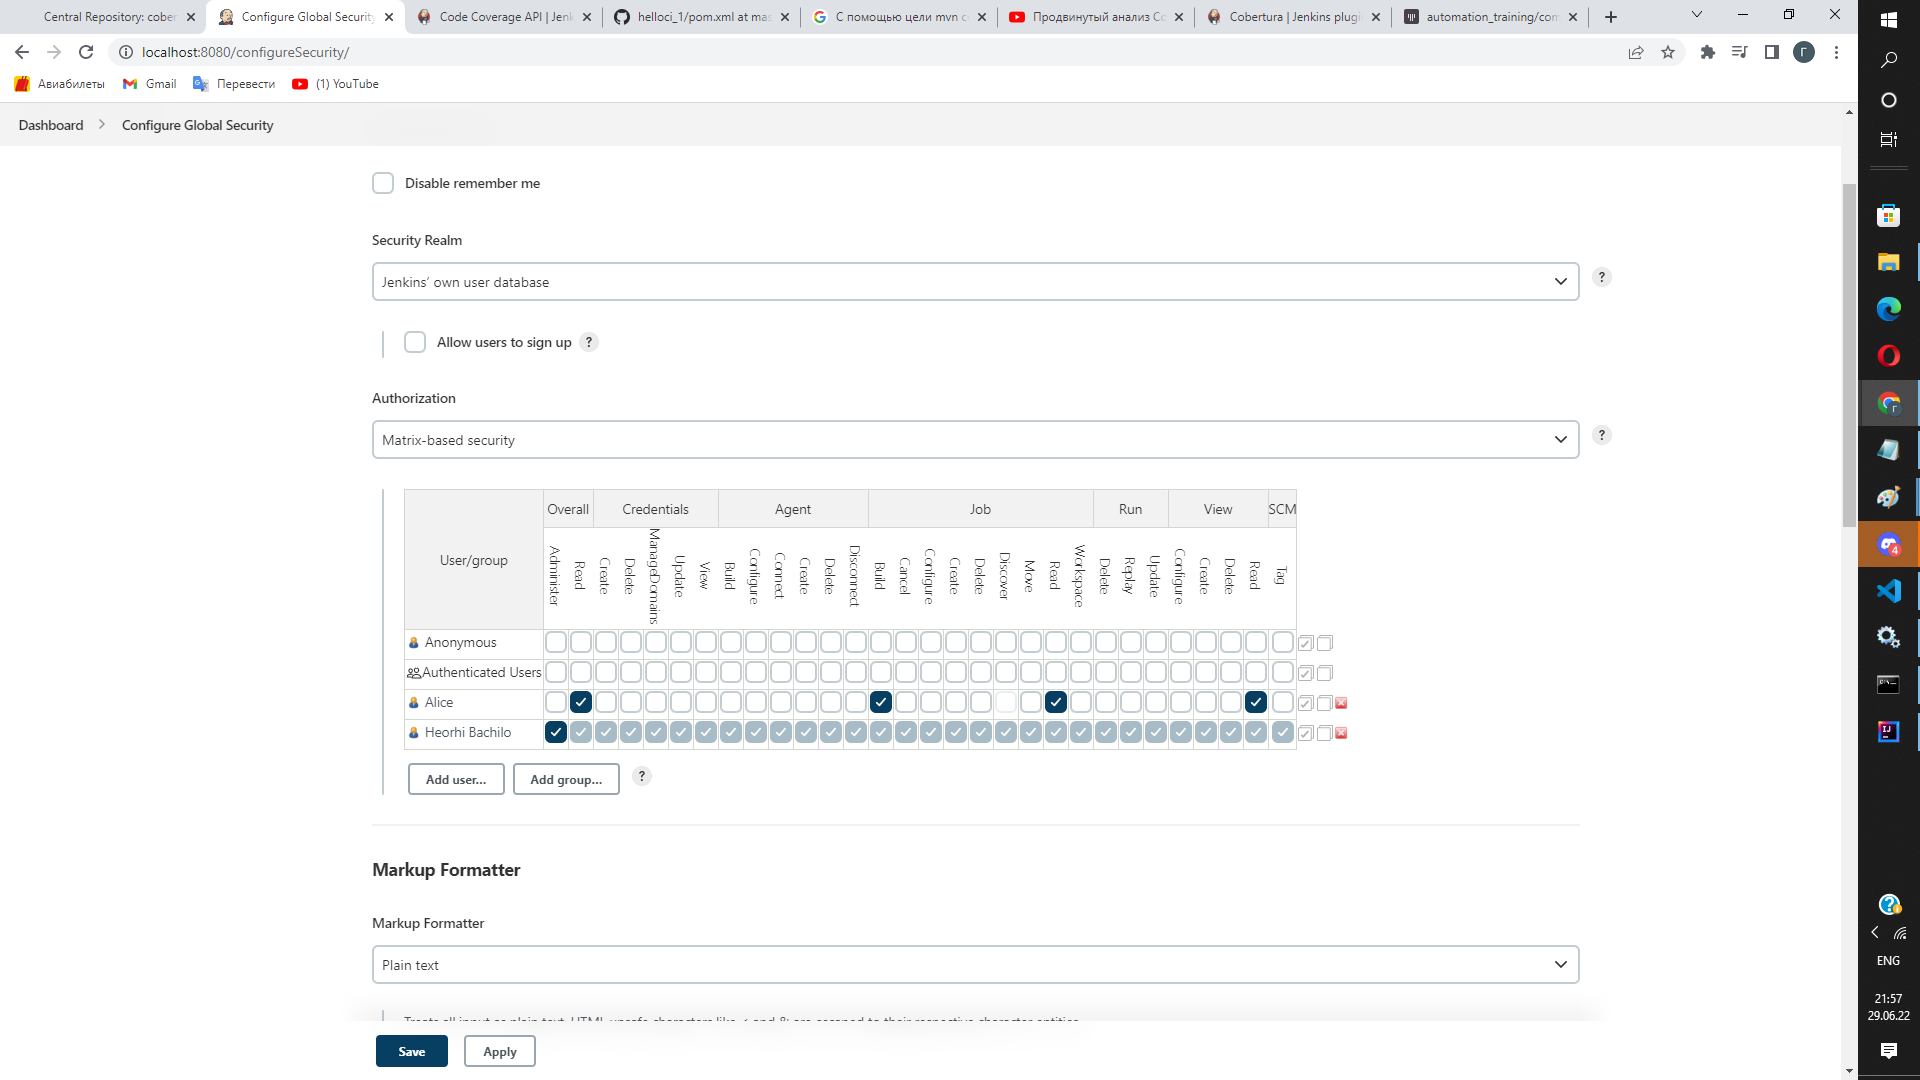 Central Repository: cober
Configure Global Security
Code Coverage API | Jenk
helloci_1/pom.xml at mas
С помощью цели mvn c
Продвинутый анализ Co
Cobertura | Jenkins plugin
automation_training/com
localhost:8080/configureSecurity/
Г
Авиабилеты
Gmail
Перевести
(1) YouTube
Dashboard
Configure Global Security
Disable remember me
Security Realm
Jenkins’ own user database
?
Allow users to sign up ?
Authorization
Matrix-based security
?
User/group
Overall
Credentials
Agent
Job
Run
View
SCM
Administer
Read
Create
Delete
ManageDomains
Update
View
Build
Configure
Connect
Create
Delete
Disconnect
Build
Cancel
Configure
Create
Delete
Discover
Move
Read
Workspace
Delete
Replay
Update
Configure
Create
Delete
Read
Tag
Anonymous
Authenticated Users
Alice
Heorhi Bachilo
Add user...
Add group...
?
Markup Formatter
Markup Formatter
Plain text
Save
Apply
4
ENG
21:57
29.06.22